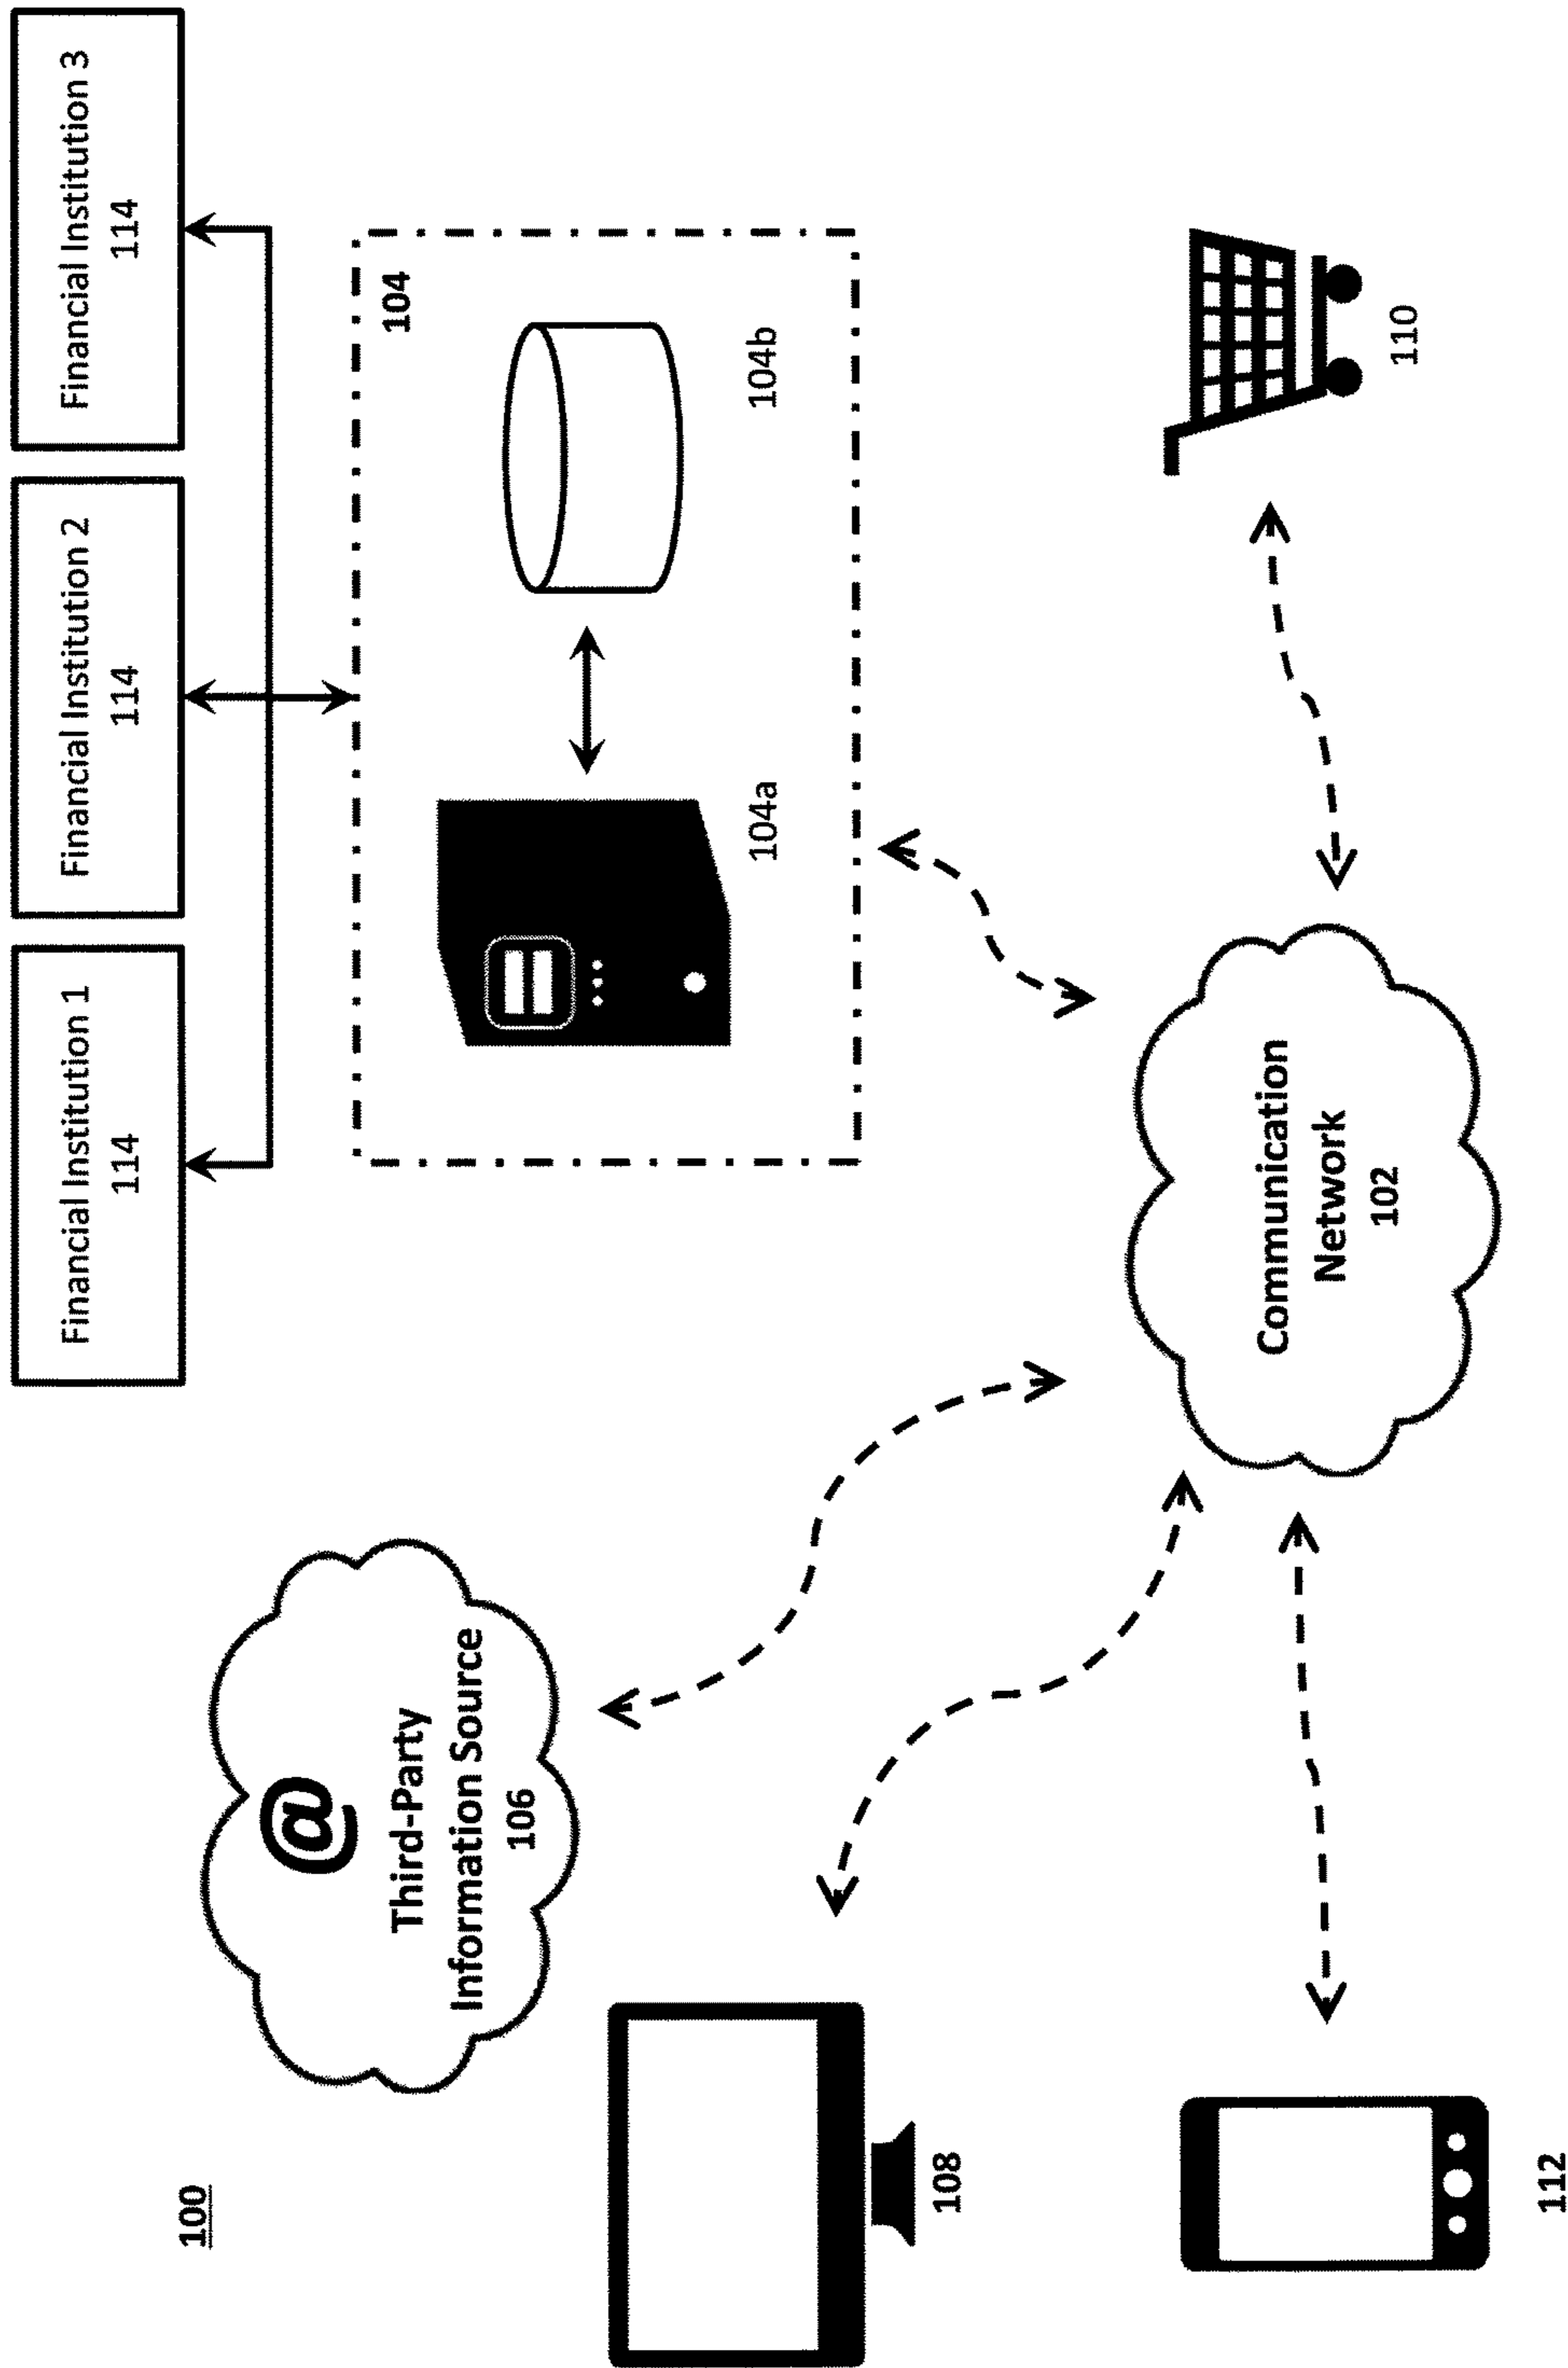 100
Financial Institution 1
114
Financial Institution 2
114
Financial Institution 3
114
104
104a
104b
@
Third-Party
Information Source
106
108
Communication
Network
102
110
112